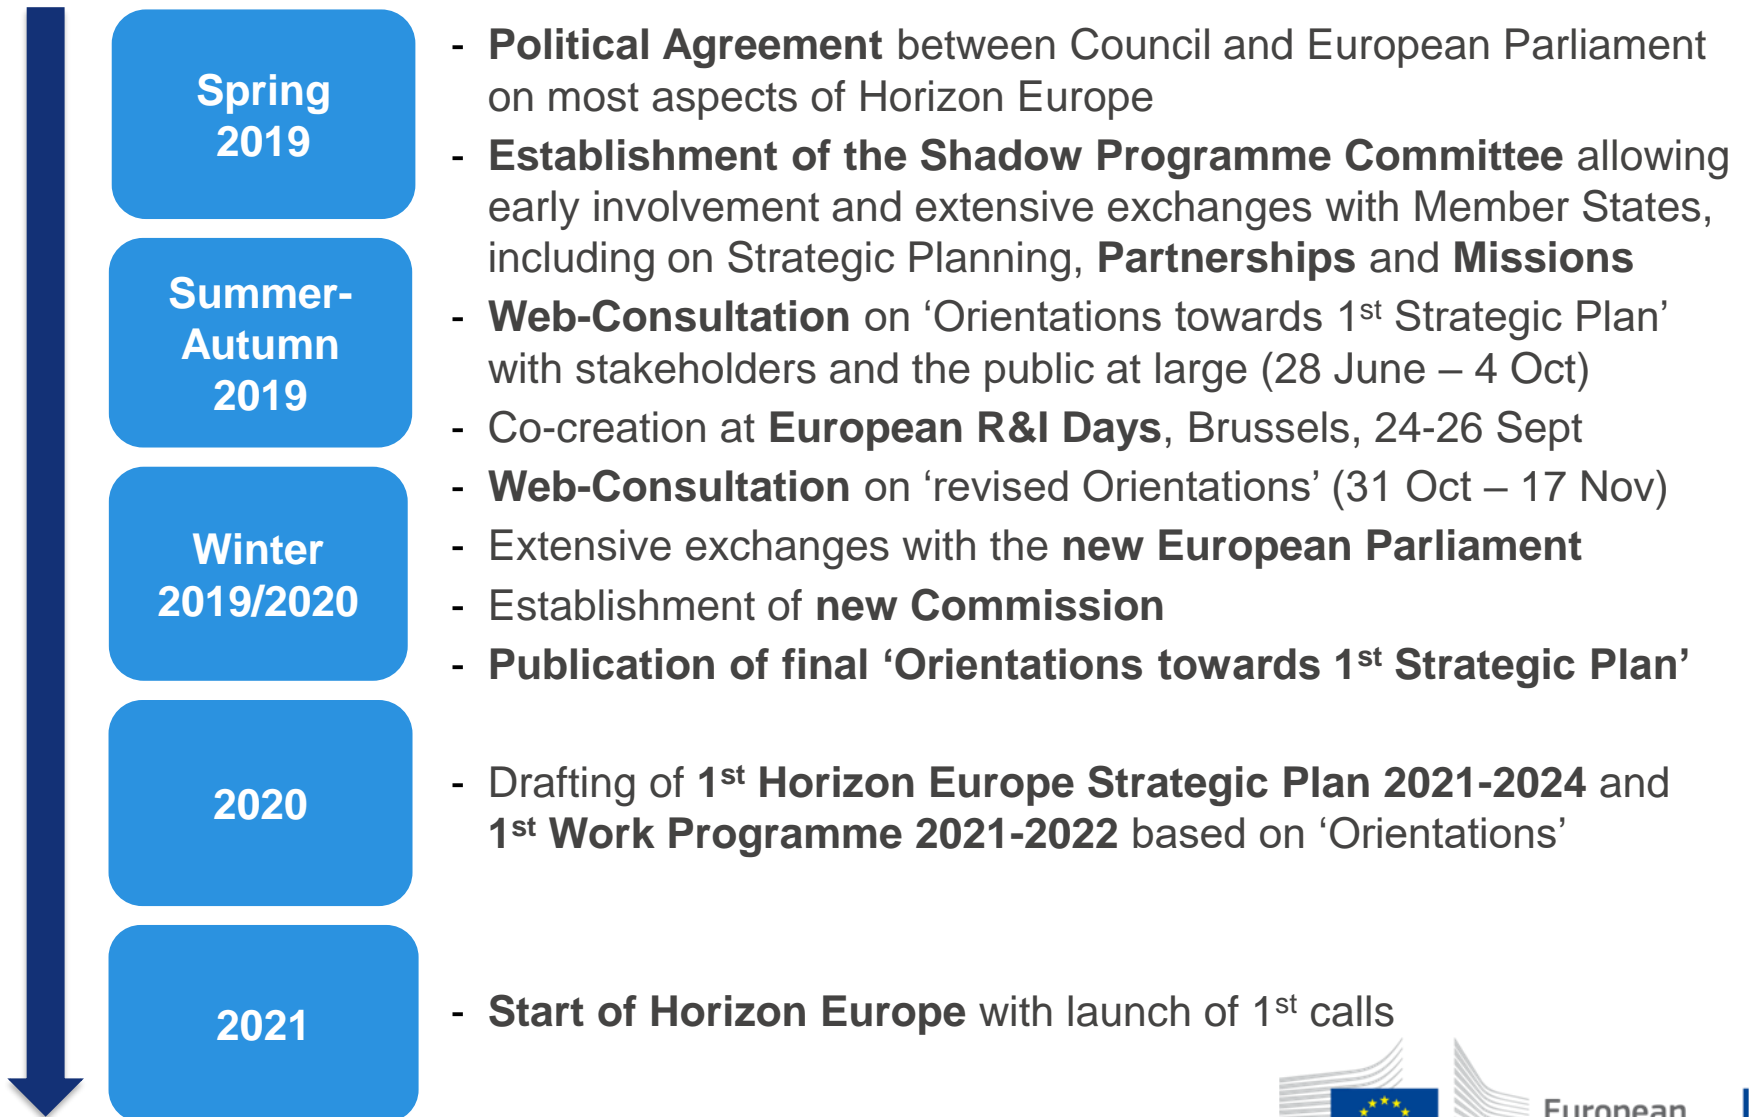 Spring
2019
- Political Agreement between Council and European Parliament
on most aspects of Horizon Europe
- Establishment of the Shadow Programme Committee allowing
early involvement and extensive exchanges with Member States,
including on Strategic Planning, Partnerships and Missions
Summer-
Autumn
2019
- Web-Consultation on ‘Orientations towards 1st Strategic Plan’
with stakeholders and the public at large (28 June – 4 Oct)
- Co-creation at European R&I Days, Brussels, 24-26 Sept
- Web-Consultation on ‘revised Orientations’ (31 Oct – 17 Nov)
Winter
2019/2020
- Extensive exchanges with the new European Parliament
- Establishment of new Commission
- Publication of final ‘Orientations towards 1st Strategic Plan’
2020
- Drafting of 1st Horizon Europe Strategic Plan 2021-2024 and
1st Work Programme 2021-2022 based on ‘Orientations’
2021
- Start of Horizon Europe with launch of 1st calls
European